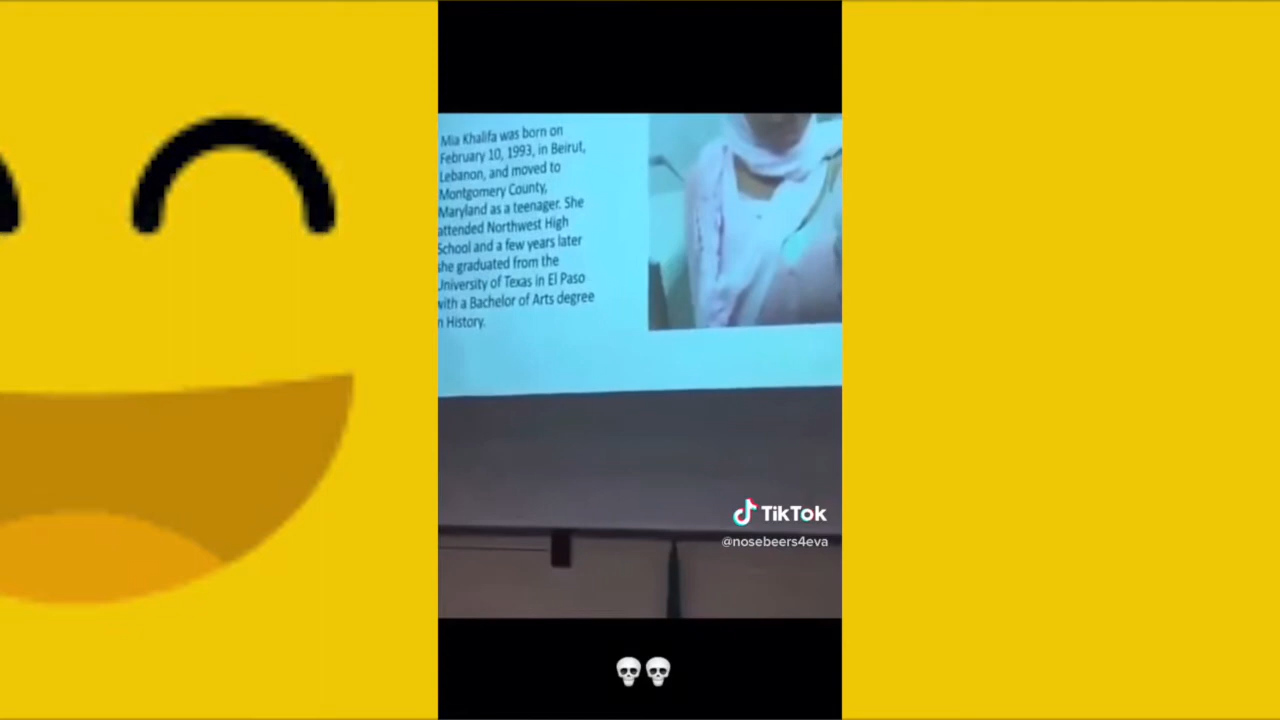 Mia Khalifa was born on
February 10, 1993, in Beirut,
Lebanon, and moved to
Montgomery County,
Maryland as a teenager. She
attended Northwest High
School and a few years later
she graduated from the
University of Texas in El Paso
with a Bachelor of Arts degree
n History.
TikTok
@nosebeers4eva